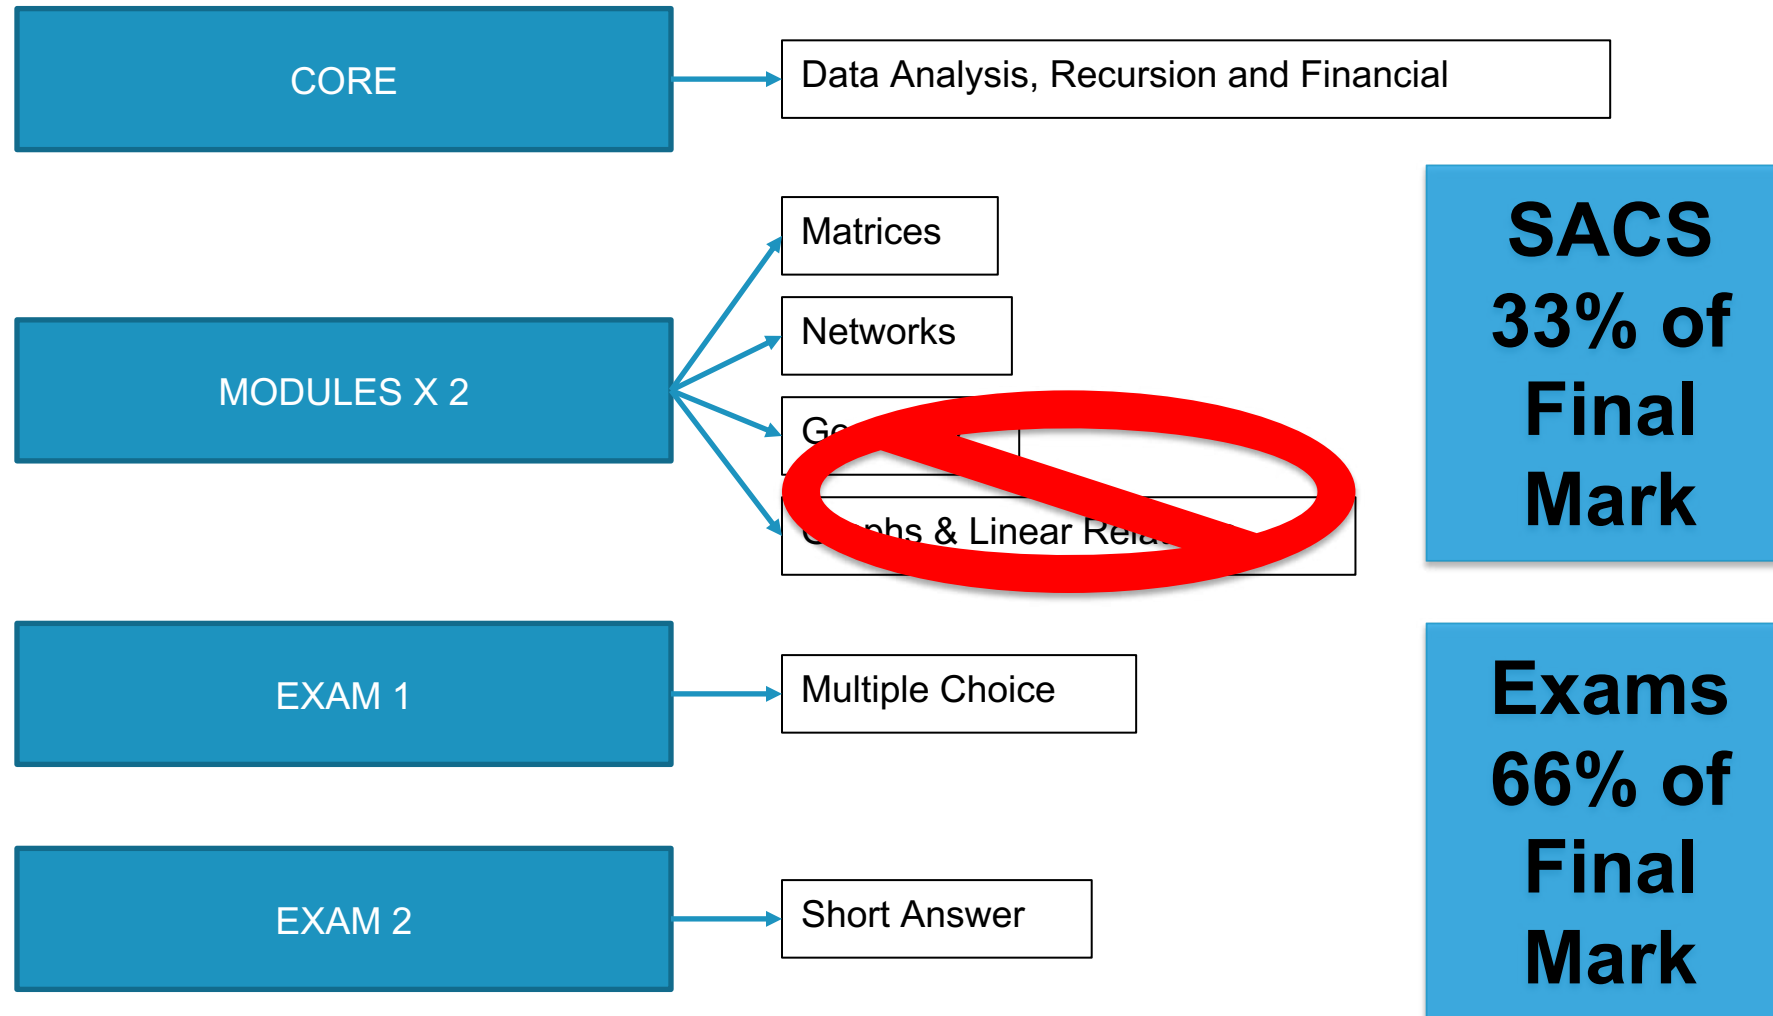 CORE
Data Analysis, Recursion and Financial
MODULES X 2
Matrices
Networks
& Linear
SACS
33% of
Final
Mark
EXAM 1
Multiple Choice
EXAM 2
Short Answer
Exams
66% of
Final
Mark